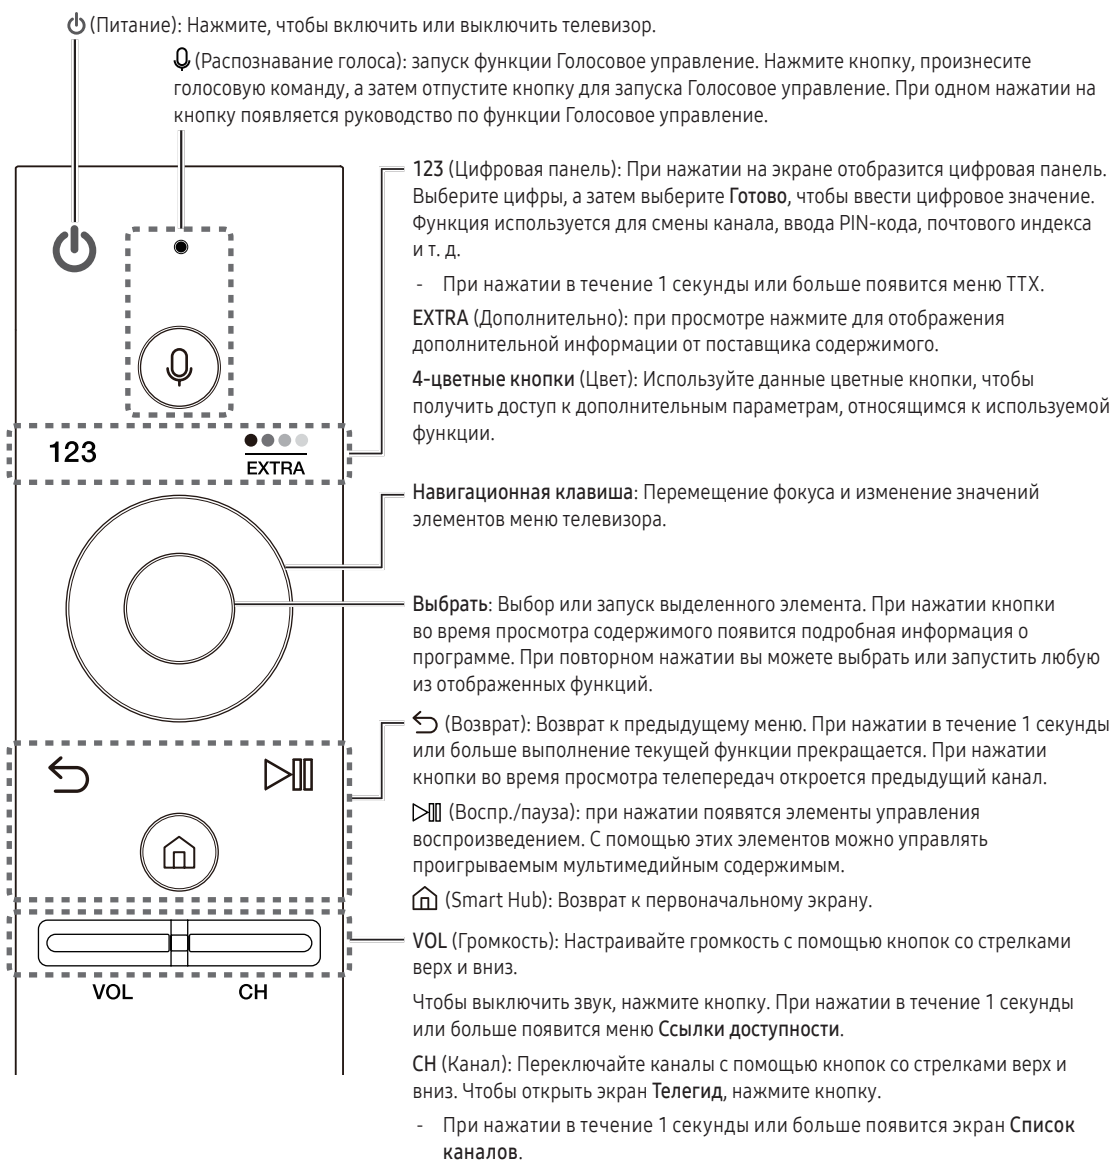 (Питание): Нажмите, чтобы включить или выключить телевизор.
(Распознавание голоса): запуск функции Голосовое управление. Нажмите кнопку, произнесите
голосовую команду, а затем отпустите кнопку для запуска Голосовое управление. При одном нажатии на
кнопку появляется руководство по функции Голосовое управление.
123 (Цифровая панель): При нажатии на экране отобразится цифровая панель.
Выберите цифры, а затем выберите Готово, чтобы ввести цифровое значение.
Функция используется для смены канала, ввода PIN-кода, почтового индекса
и т. д.
- При нажатии в течение 1 секунды или больше появится меню TTX.
EXTRA (Дополнительно): при просмотре нажмите для отображения
дополнительной информации от поставщика содержимого.
4-цветные кнопки (Цвет): Используйте данные цветные кнопки, чтобы
получить доступ к дополнительным параметрам, относящимся к используемой
функции.
123
EXTRA
Навигационная клавиша: Перемещение фокуса и изменение значений
элементов меню телевизора.
Выбрать: Выбор или запуск выделенного элемента. При нажатии кнопки
во время просмотра содержимого появится подробная информация о
программе. При повторном нажатии вы можете выбрать или запустить любую
из отображенных функций.
(Возврат): Возврат к предыдущему меню. При нажатии в течение 1 секунды
или больше выполнение текущей функции прекращается. При нажатии
кнопки во время просмотра телепередач откроется предыдущий канал.
(Воспр./пауза): при нажатии появятся элементы управления
воспроизведением. С помощью этих элементов можно управлять
проигрываемым мультимедийным содержимым.
(Smart Hub): Возврат к первоначальному экрану.
VOL (Громкость): Настраивайте громкость с помощью кнопок со стрелками
верх и вниз.
Чтобы выключить звук, нажмите кнопку. При нажатии в течение 1 секунды
или больше появится меню Ссылки доступности.
VOL
CH
CH (Канал): Переключайте каналы с помощью кнопок со стрелками верх и
вниз. Чтобы открыть экран Телегид, нажмите кнопку.
- При нажатии в течение 1 секунды или больше появится экран Список
каналов.